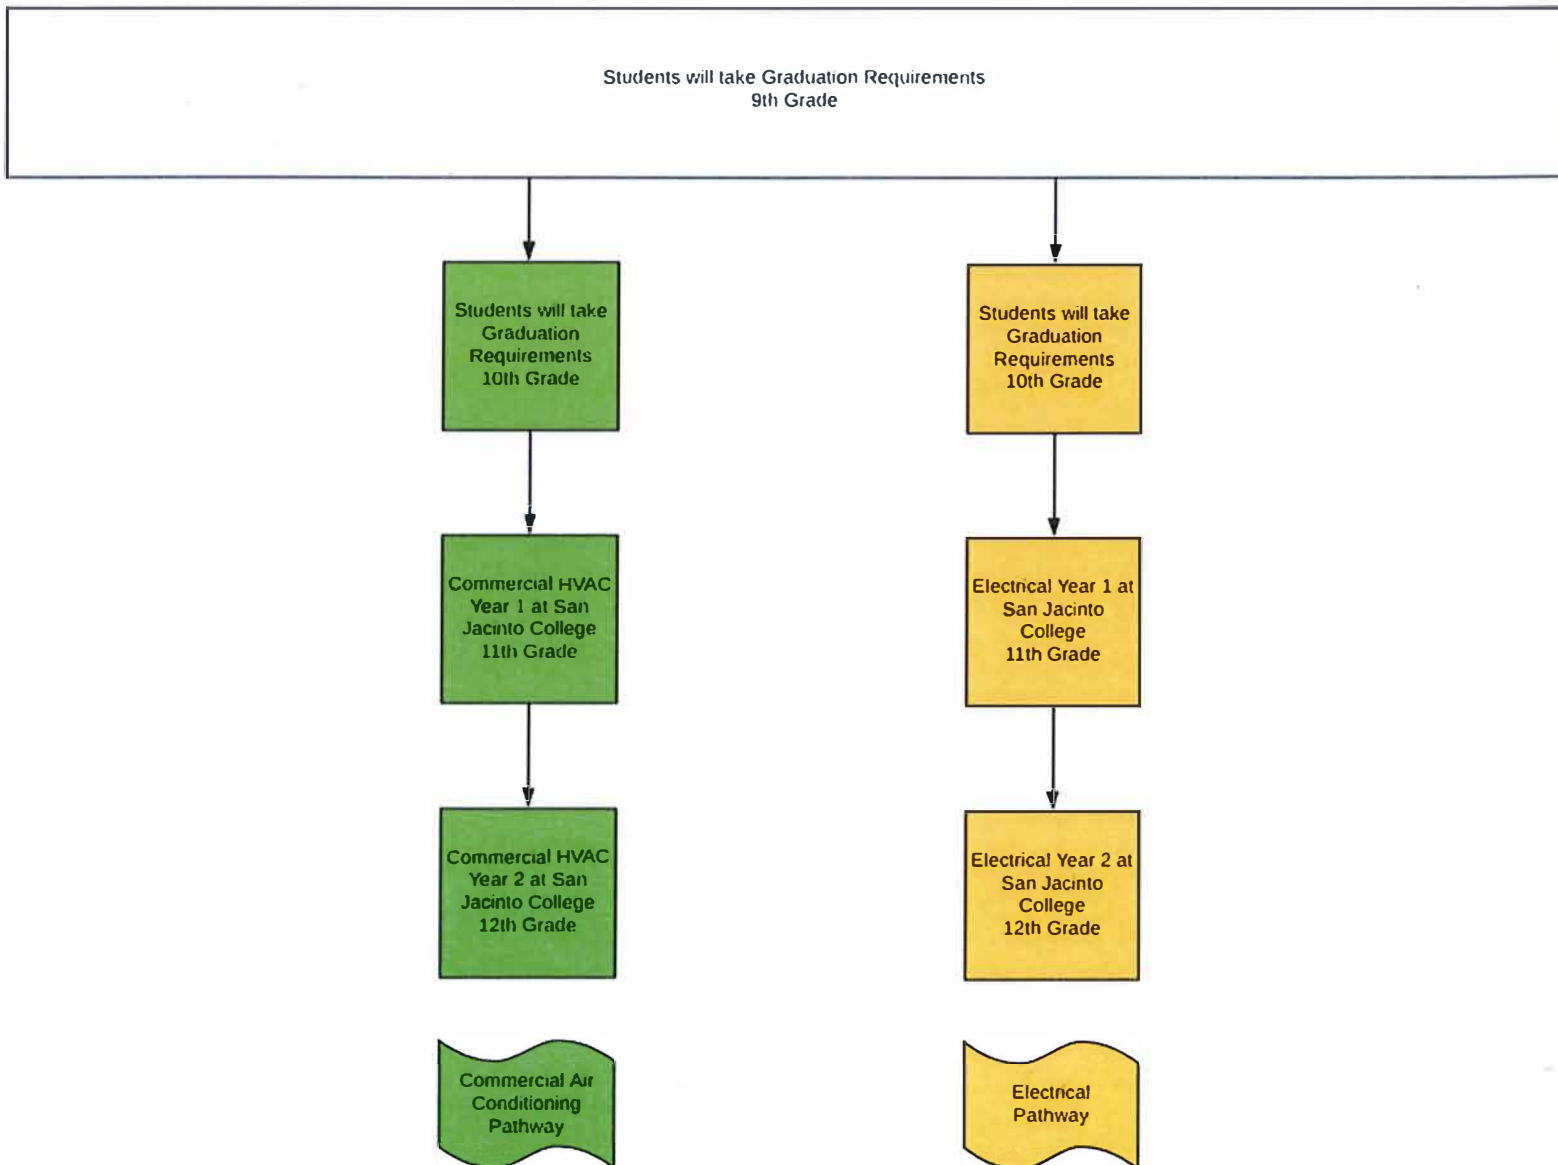 Students will take Graduation Requirements
9th Grade
Students will take
Graduation
Requirements
10th Grade
Students will take
Graduation
Requirements
10th Grade
Commercial HVAC
Year 1 at San
Jacinto College
11th Grade
Electrical Year 1 at
San Jacinto
College
11th Grade
Commercial HVAC
Year 2 at San
Jacinto College
12th Grade
Electrical Year 2 at
San Jacinto
College
12th Grade
Commercial Air
Conditioning
Pathway
Electrical
Pathway